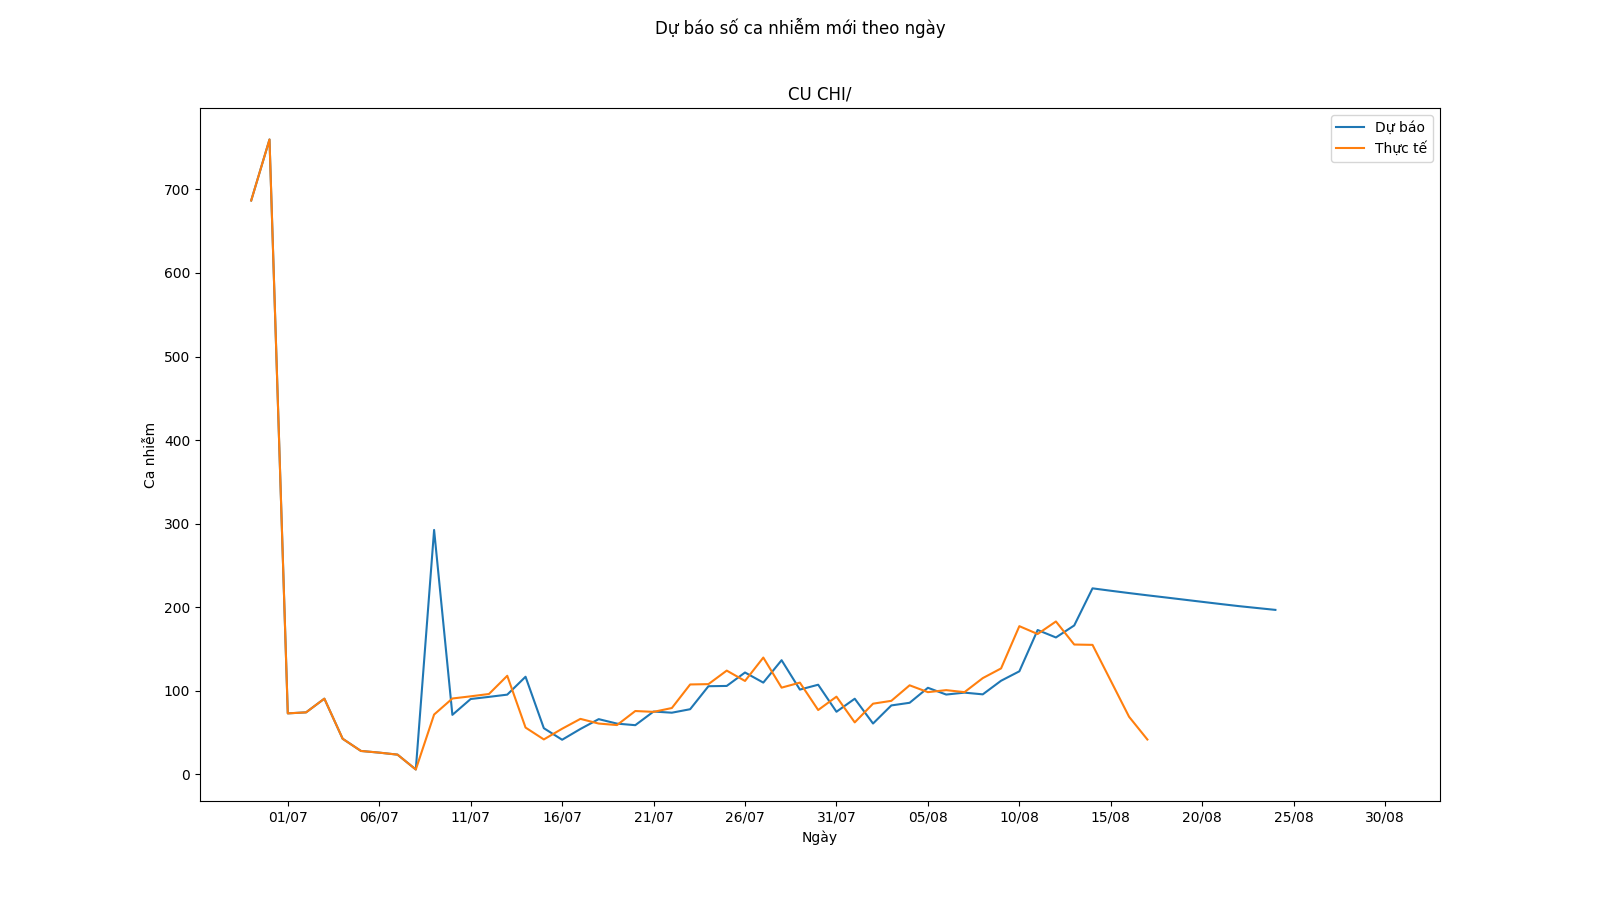 Dự báo số ca nhiễm mới theo ngày
CU CHI/
Dự báo
Thực tế
700
600
500
400
300
200
100
0
Ca nhiễm
01/07 06/07 11/07 16/07 21/07 26/07 31/07 05/08 10/08 15/08 20/08 25/08 30/08
Ngày